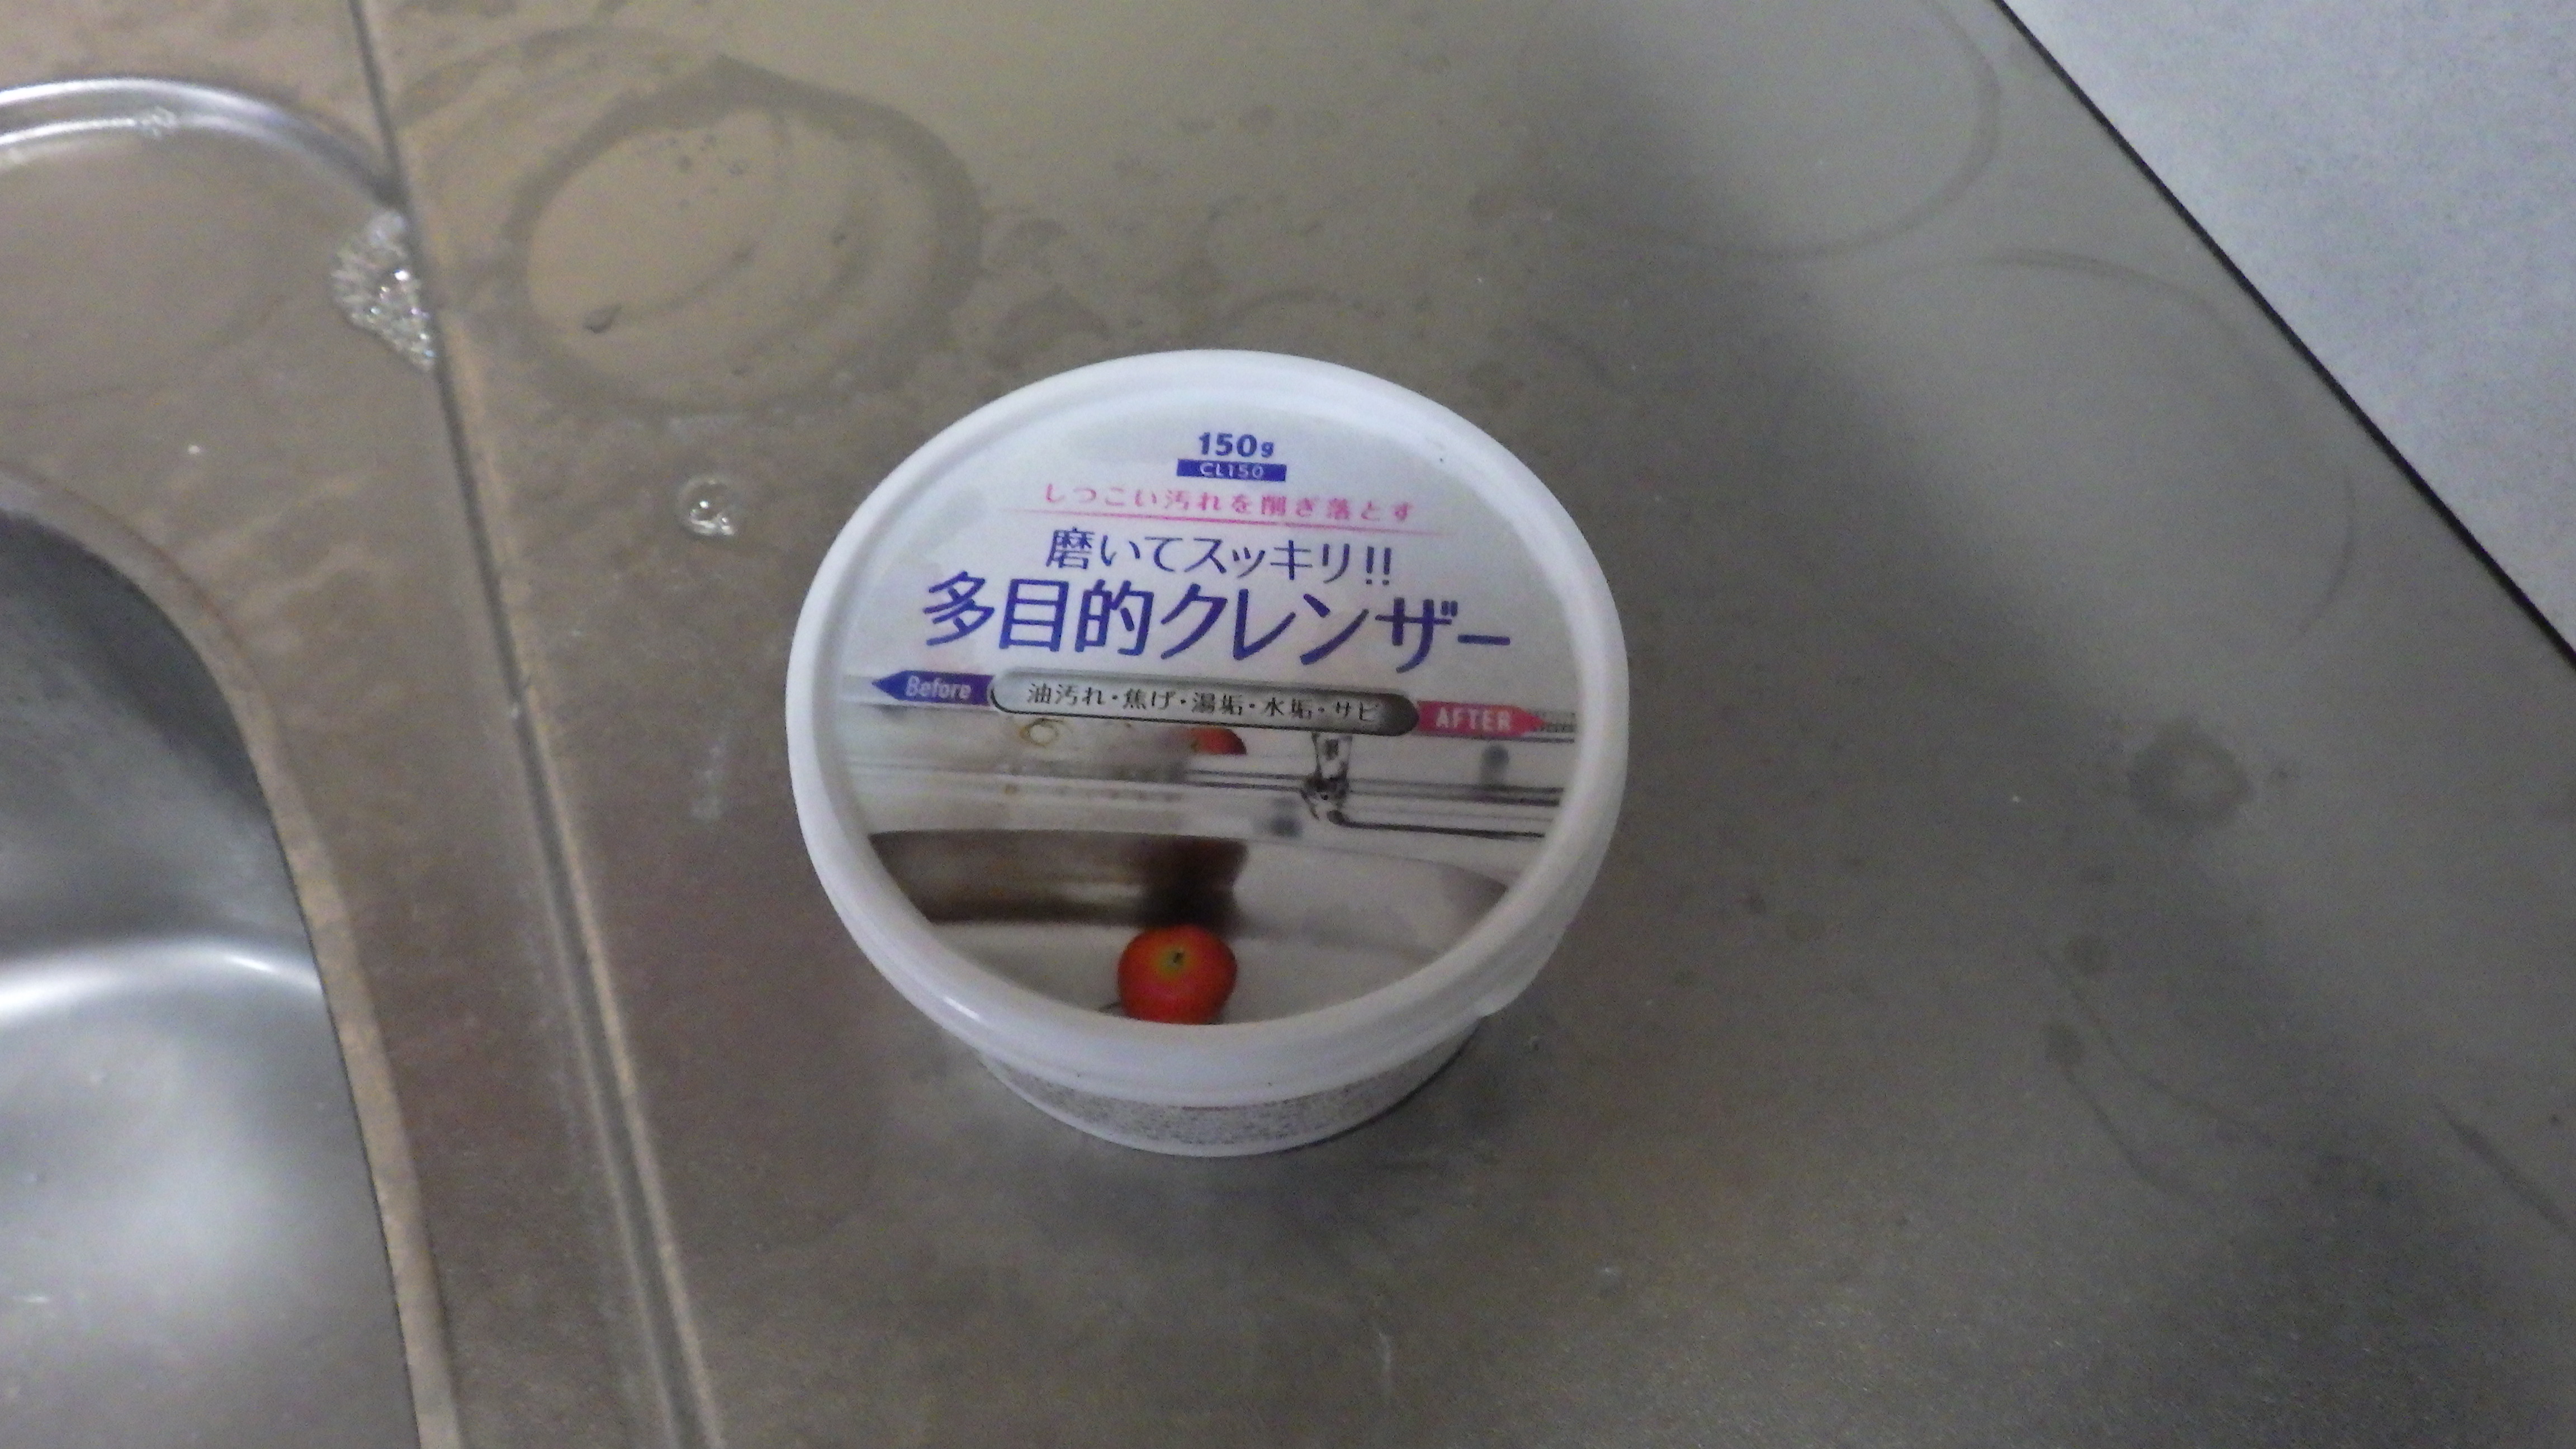 150g
CL150
しつこい汚れを削ぎ落とす
磨いてスッキリ!!
多目的クレンザー
Before
油汚れ・焦げ・湯垢・水垢・サビ
AFTER